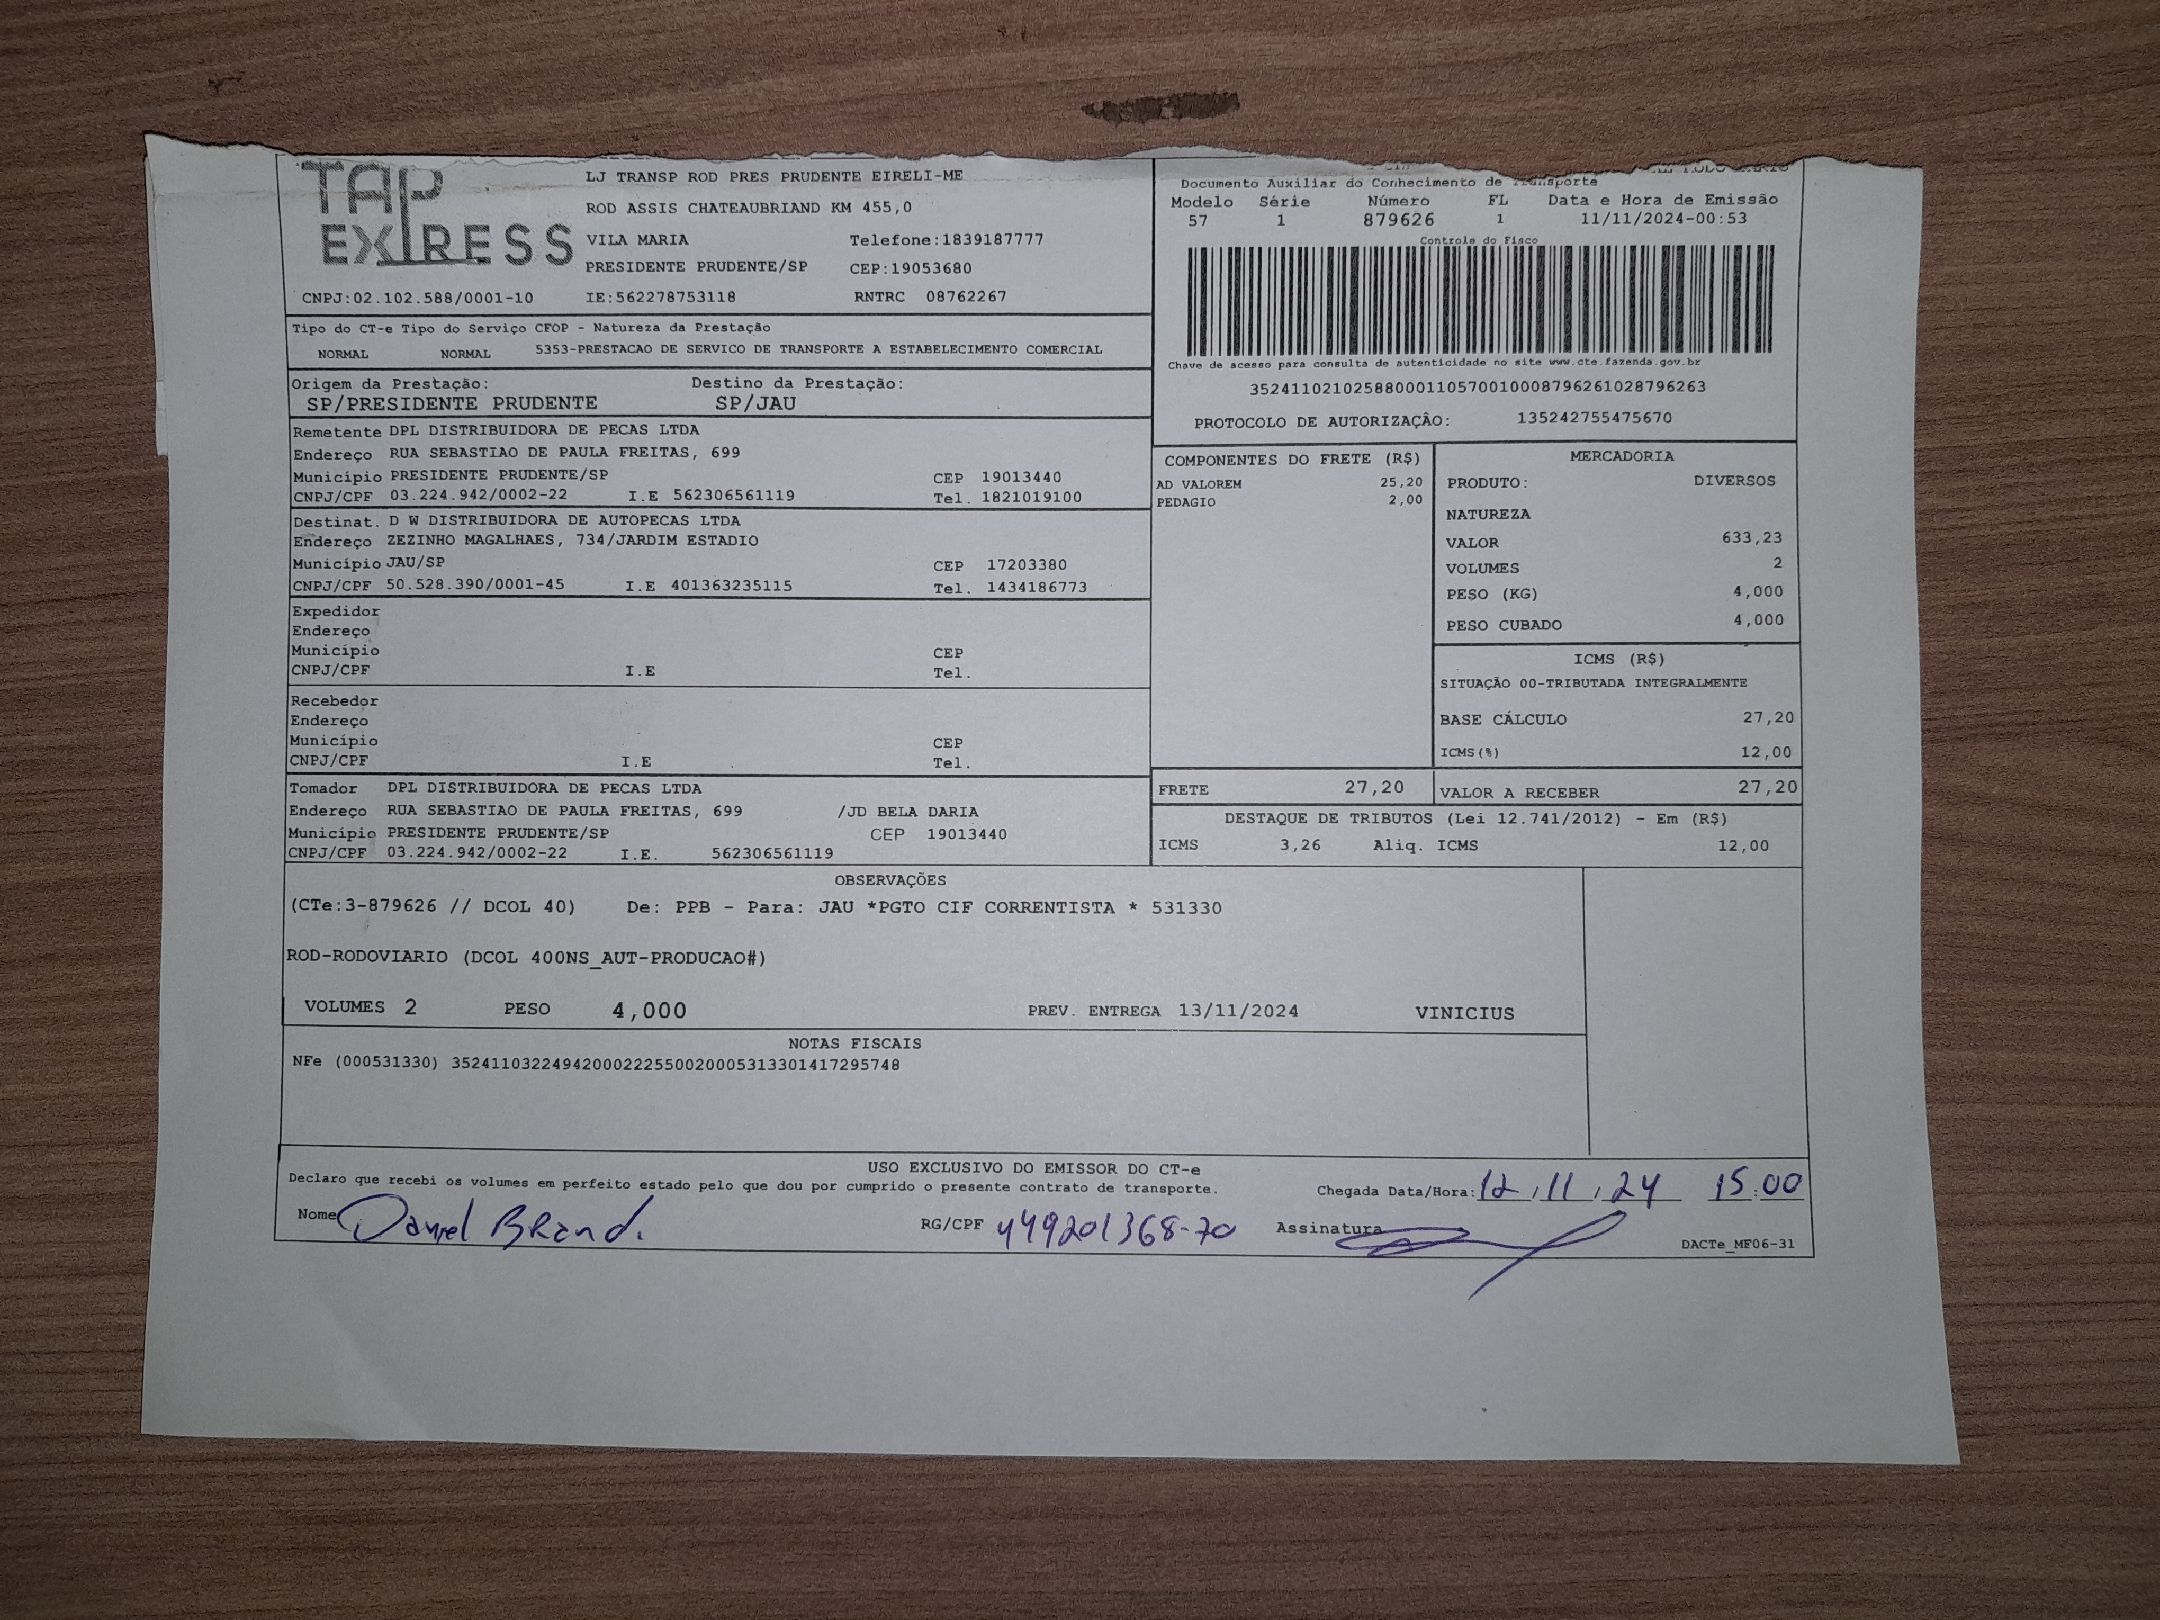 TAP
EXPRESS
LJ TRANSP ROD PRES PRUDENTE EIRELI-ME
ROD ASSIS CHATEAUBRIAND KM 455,0
VILA MARIA Telefone:1839187777
PRESIDENTE PRUDENTE/SP CEP:19053680
CNPJ:02.102.588/0001-10 IE:562278753118 RNTRC 08762267
Documento Auxiliar do Conhecimento de Transporte
Modelo Série Número FL Data e Hora de Emissão
57 1 879626 1 11/11/2024-00:53
Controle do Fisco
Chave de acesso para consulta de autenticidade no site www.cte.fazenda.gov.br
35241102102588000110570010008796261028796263
PROTOCOLO DE AUTORIZAÇÂO: 135242755475670
Tipo do CT-e Tipo do Serviço CFOP - Natureza da Prestação
NORMAL NORMAL 5353-PRESTACAO DE SERVICO DE TRANSPORTE A ESTABELECIMENTO COMERCIAL
Origem da Prestação: Destino da Prestação:
SP/PRESIDENTE PRUDENTE SP/JAU
Remetente DPL DISTRIBUIDORA DE PECAS LTDA
Endereço RUA SEBASTIAO DE PAULA FREITAS, 699
Município PRESIDENTE PRUDENTE/SP CEP 19013440
CNPJ/CPF 03.224.942/0002-22 I.E 562306561119 Tel. 1821019100
Destinat. D W DISTRIBUIDORA DE AUTOPECAS LTDA
Endereço ZEZINHO MAGALHAES, 734/JARDIM ESTADIO
Município JAU/SP CEP 17203380
CNPJ/CPF 50.528.390/0001-45 I.E 401363235115 Tel. 1434186773
Expedidor
Endereço
Município CEP
CNPJ/CPF I.E Tel.
Recebedor
Endereço
Município CEP
CNPJ/CPF I.E Tel.
Tomador DPL DISTRIBUIDORA DE PECAS LTDA
Endereço RUA SEBASTIAO DE PAULA FREITAS, 699 /JD BELA DARIA
Município PRESIDENTE PRUDENTE/SP CEP 19013440
CNPJ/CPF 03.224.942/0002-22 I.E. 562306561119
COMPONENTES DO FRETE (R$)
AD VALOREM 25,20
PEDAGIO 2,00
MERCADORIA
PRODUTO: DIVERSOS
NATUREZA
VALOR 633,23
VOLUMES 2
PESO (KG) 4,000
PESO CUBADO 4,000
ICMS (R$)
SITUAÇÃO 00-TRIBUTADA INTEGRALMENTE
BASE CÁLCULO 27,20
ICMS(%) 12,00
FRETE 27,20 VALOR A RECEBER 27,20
DESTAQUE DE TRIBUTOS (Lei 12.741/2012) - Em (R$)
ICMS 3,26 Aliq. ICMS 12,00
OBSERVAÇÕES
(CTe:3-879626 // DCOL 40) De: PPB - Para: JAU *PGTO CIF CORRENTISTA * 531330
ROD-RODOVIARIO (DCOL 400NS_AUT-PRODUCAO#)
VOLUMES 2 PESO 4,000 PREV. ENTREGA 13/11/2024 VINICIUS
NOTAS FISCAIS
NFe (000531330) 35241103224942000222550020005313301417295748
USO EXCLUSIVO DO EMISSOR DO CT-e
Declaro que recebi os volumes em perfeito estado pelo que dou por cumprido o presente contrato de transporte. Chegada Data/Hora: 12/11/24 15:00
Nome Daniel Brand. RG/CPF 449201368-70 Assinatura
DACTe_MF06-31